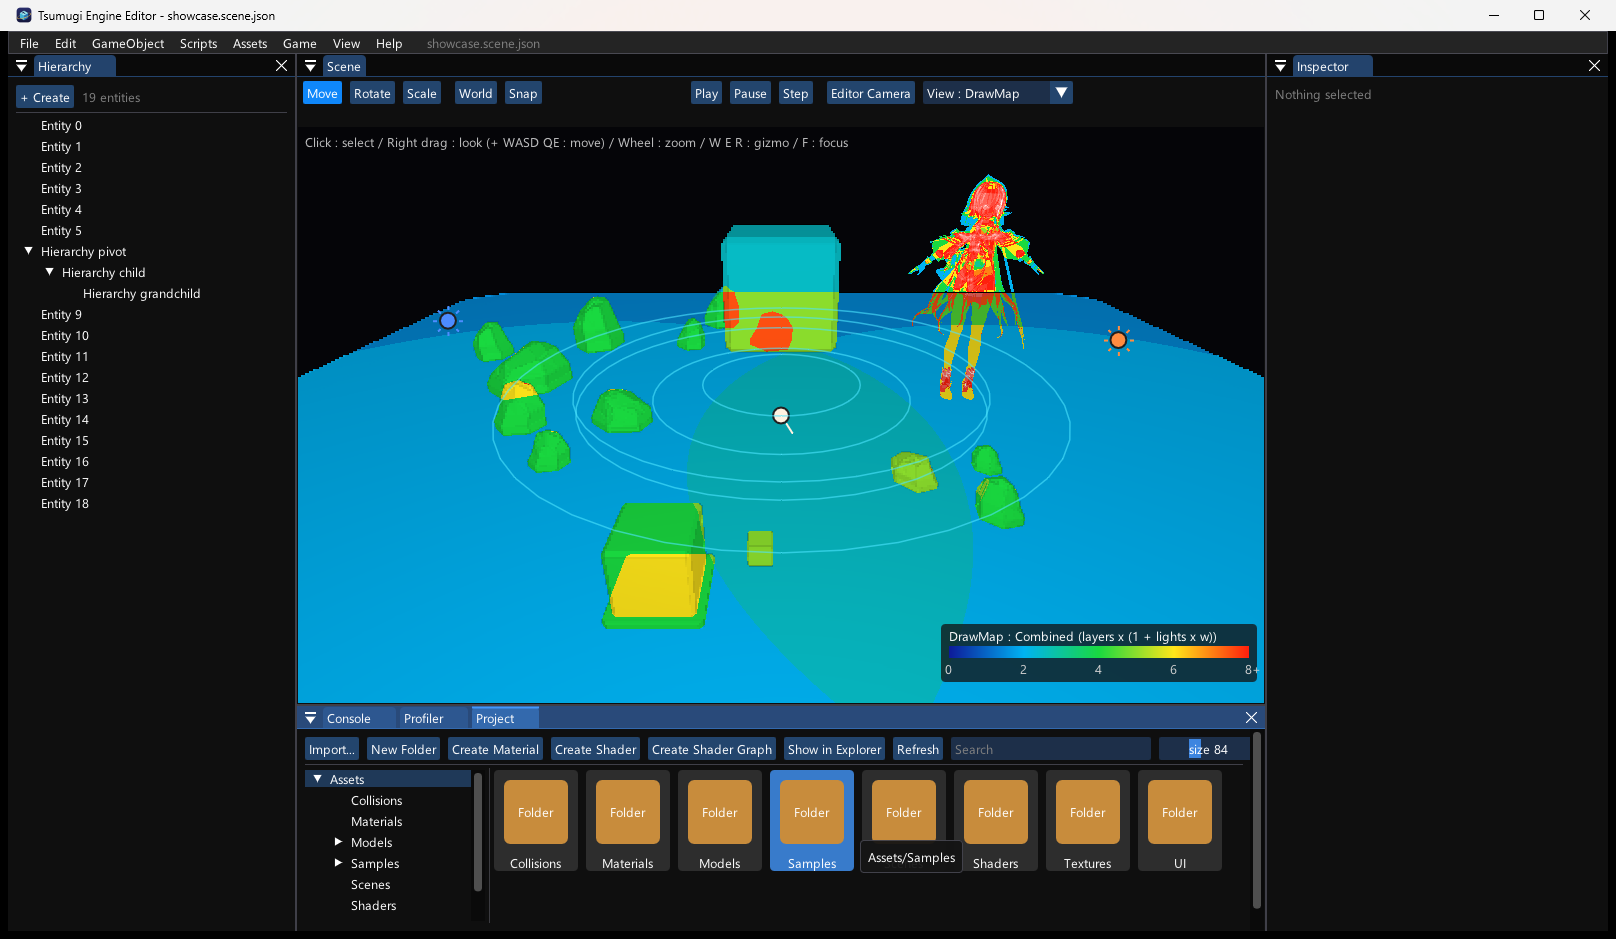 Tsumugi Engine Editor - showcase.scene.json
File Edit GameObject Scripts Assets Game View Help showcase.scene.json
Hierarchy
+ Create 19 entities
Entity 0
Entity 1
Entity 2
Entity 3
Entity 4
Entity 5
Hierarchy pivot
Hierarchy child
Hierarchy grandchild
Entity 9
Entity 10
Entity 11
Entity 12
Entity 13
Entity 14
Entity 15
Entity 16
Entity 17
Entity 18
Scene
Move Rotate Scale World Snap Play Pause Step Editor Camera View : DrawMap
Click : select / Right drag : look (+ WASD QE : move) / Wheel : zoom / W E R : gizmo / F : focus
DrawMap : Combined (layers x (1 + lights x w))
0 2 4 6 8+
Inspector
Nothing selected
Console Profiler Project
Import... New Folder Create Material Create Shader Create Shader Graph Show in Explorer Refresh Search size 84
Assets
Collisions
Materials
Models
Samples
Scenes
Shaders
Folder Folder Folder Folder Folder Folder Folder Folder
Collisions Materials Models Samples Shaders Textures UI
Assets/Samples